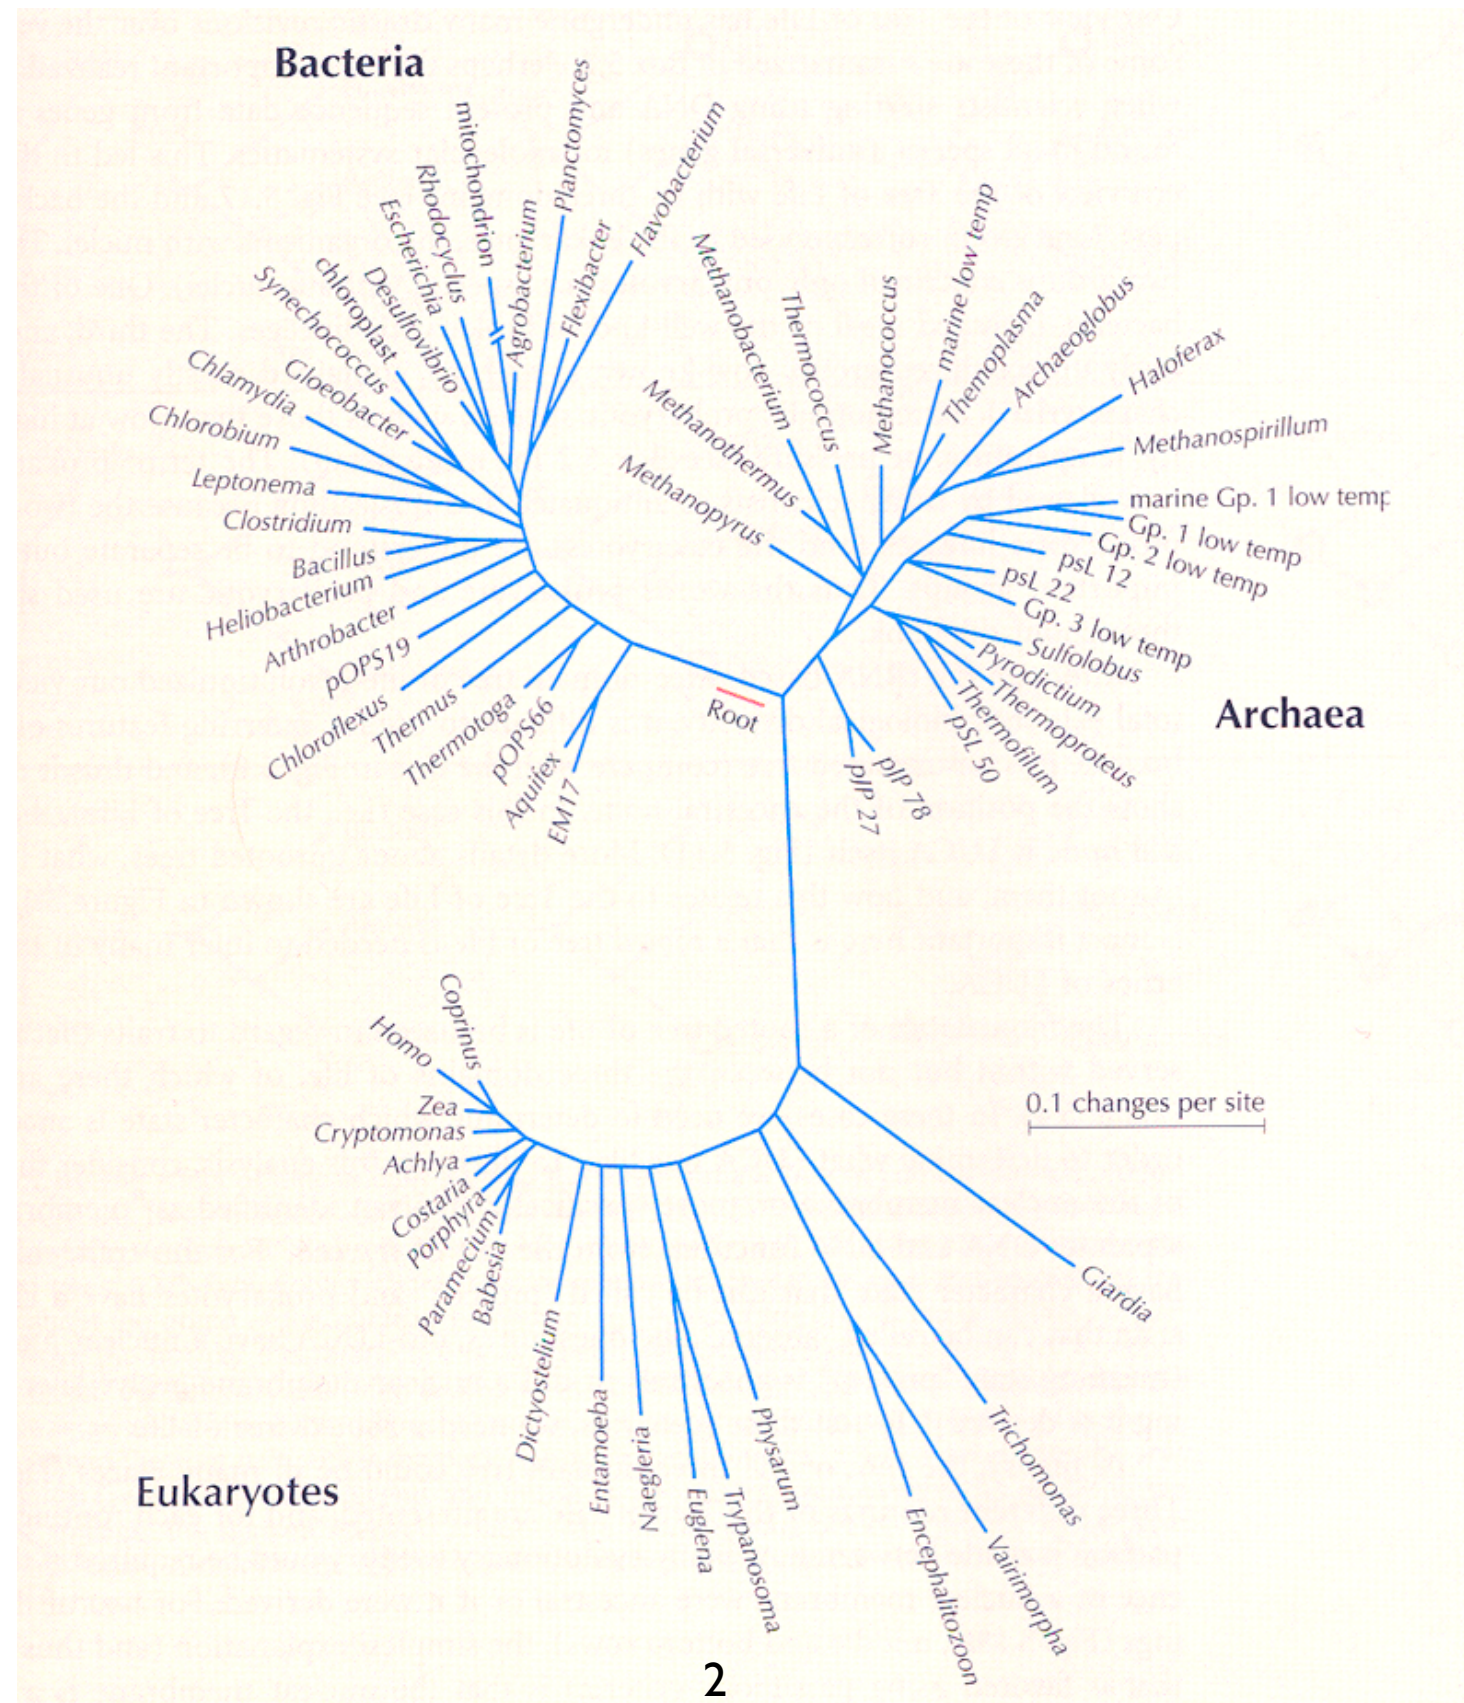 Bacteria
Planctomyces
mitochondrion
Flavobacterium
Rhodocyclus
Escherichia
Agrobacterium
Flexibacter
chloroplast
Desulfovibrio
Synechococcus
Gloeobacter
Chlamydia
Chlorobium
Leptonema
Clostridium
Bacillus
Heliobacterium
Arthrobacter
pOPS19
Chloroflexus
Thermus
Thermotoga
pOPS66
Aquifex
EM17
Root
Methanopyrus
Methanothermus
Methanobacterium
Thermococcus
Methanococcus
marine low temp
Themoplasma
Archaeoglobus
Haloferax
Methanospirillum
marine Gp. 1 low temp
Gp. 1 low temp
Gp. 2 low temp
psL 12
psL 22
Gp. 3 low temp
Sulfolobus
Pyrodictium
Thermoproteus
Thermofilum
pSL 50
pJP 78
pJP 27
Archaea
Coprinus
Homo
Zea
Cryptomonas
Achlya
Costaria
Porphyra
Paramecium
Babesia
Dictyostelium
Entamoeba
Naegleria
Euglena
Trypanosoma
Physarum
Encephalitozoon
Vairimorpha
Trichomonas
Giardia
0.1 changes per site
Eukaryotes
2